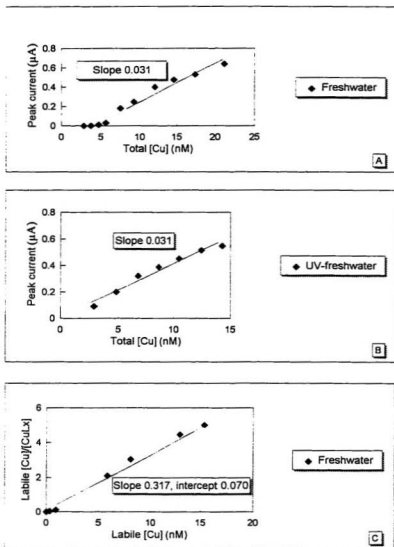 0.8
0.6
0.4
0.2
0
Peak current (µA)
Slope 0.031
0 5 10 15 20 25
Total [Cu] (nM)
Freshwater
A
0.8
0.6
0.4
0.2
0
Peak current (µA)
Slope 0.031
0 5 10 15
Total [Cu] (nM)
UV-freshwater
B
6
4
2
0
Labile [Cu]/[CuLx]
Slope 0.317, intercept 0.070
0 5 10 15 20
Labile [Cu] (nM)
Freshwater
C